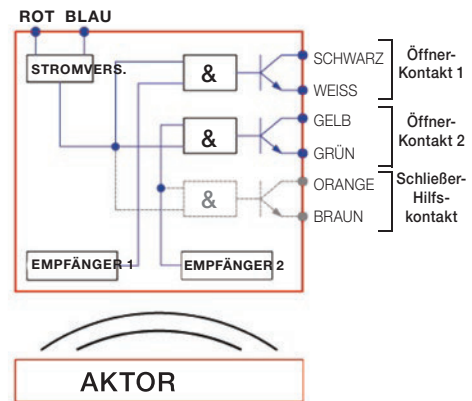 ROT BLAU
STROMVERS.
&
SCHWARZ
WEISS
Öffner-
Kontakt 1
&
GELB
GRÜN
Öffner-
Kontakt 2
&
ORANGE
BRAUN
Schließer-
Hilfs-
kontakt
EMPFÄNGER 1
EMPFÄNGER 2
AKTOR